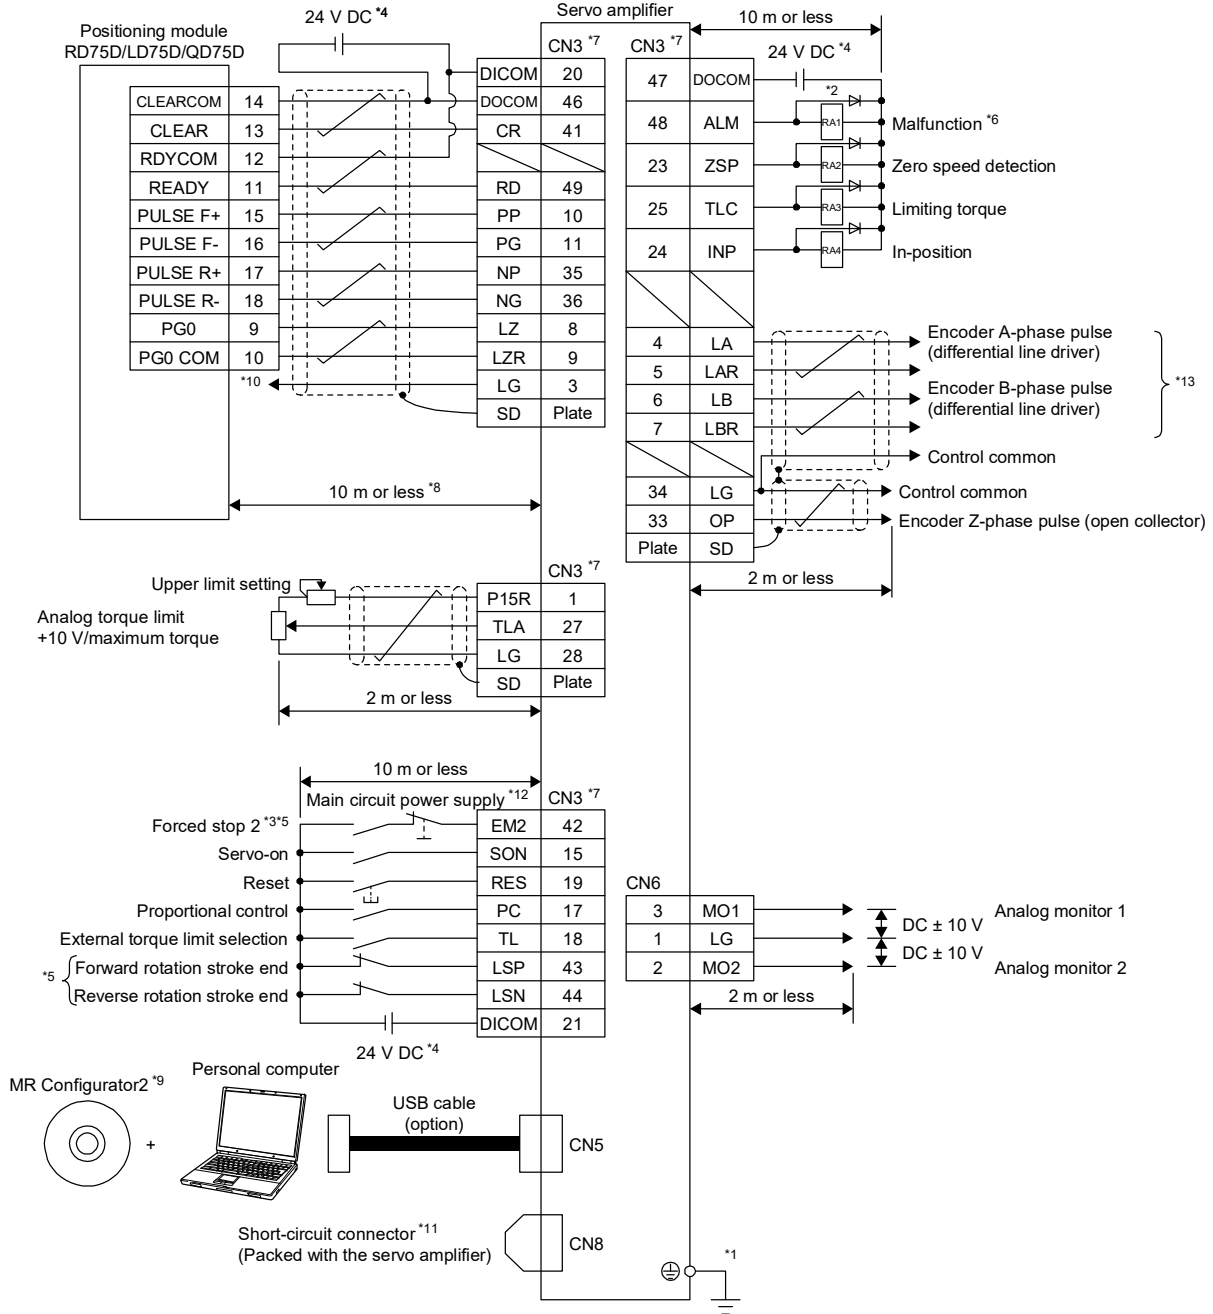 Servo amplifier
Positioning module
RD75D/LD75D/QD75D
24 V DC *4
CN3 *7
DICOM 20
CLEARCOM 14 DOCOM 46
CLEAR 13 CR 41
RDYCOM 12
READY 11 RD 49
PULSE F+ 15 PP 10
PULSE F- 16 PG 11
PULSE R+ 17 NP 35
PULSE R- 18 NG 36
PG0 9 LZ 8
PG0 COM 10 LZR 9
*10 LG 3
SD Plate
10 m or less *8
10 m or less
CN3 *7
24 V DC *4
47 DOCOM
*2
48 ALM RA1 Malfunction *6
23 ZSP RA2 Zero speed detection
25 TLC RA3 Limiting torque
24 INP RA4 In-position
4 LA Encoder A-phase pulse
(differential line driver)
5 LAR
6 LB Encoder B-phase pulse
(differential line driver)
7 LBR
*13
Control common
34 LG Control common
33 OP Encoder Z-phase pulse (open collector)
Plate SD
2 m or less
CN3 *7
Upper limit setting
P15R 1
Analog torque limit
+10 V/maximum torque
TLA 27
LG 28
SD Plate
2 m or less
10 m or less
Main circuit power supply *12
CN3 *7
Forced stop 2 *3*5 EM2 42
Servo-on SON 15
Reset RES 19
Proportional control PC 17
External torque limit selection TL 18
*5
Forward rotation stroke end LSP 43
Reverse rotation stroke end LSN 44
DICOM 21
24 V DC *4
CN6
3 MO1 Analog monitor 1
DC ± 10 V
1 LG
DC ± 10 V
2 MO2 Analog monitor 2
2 m or less
MR Configurator2 *9
+
Personal computer
USB cable
(option)
CN5
Short-circuit connector *11
(Packed with the servo amplifier)
CN8
*1